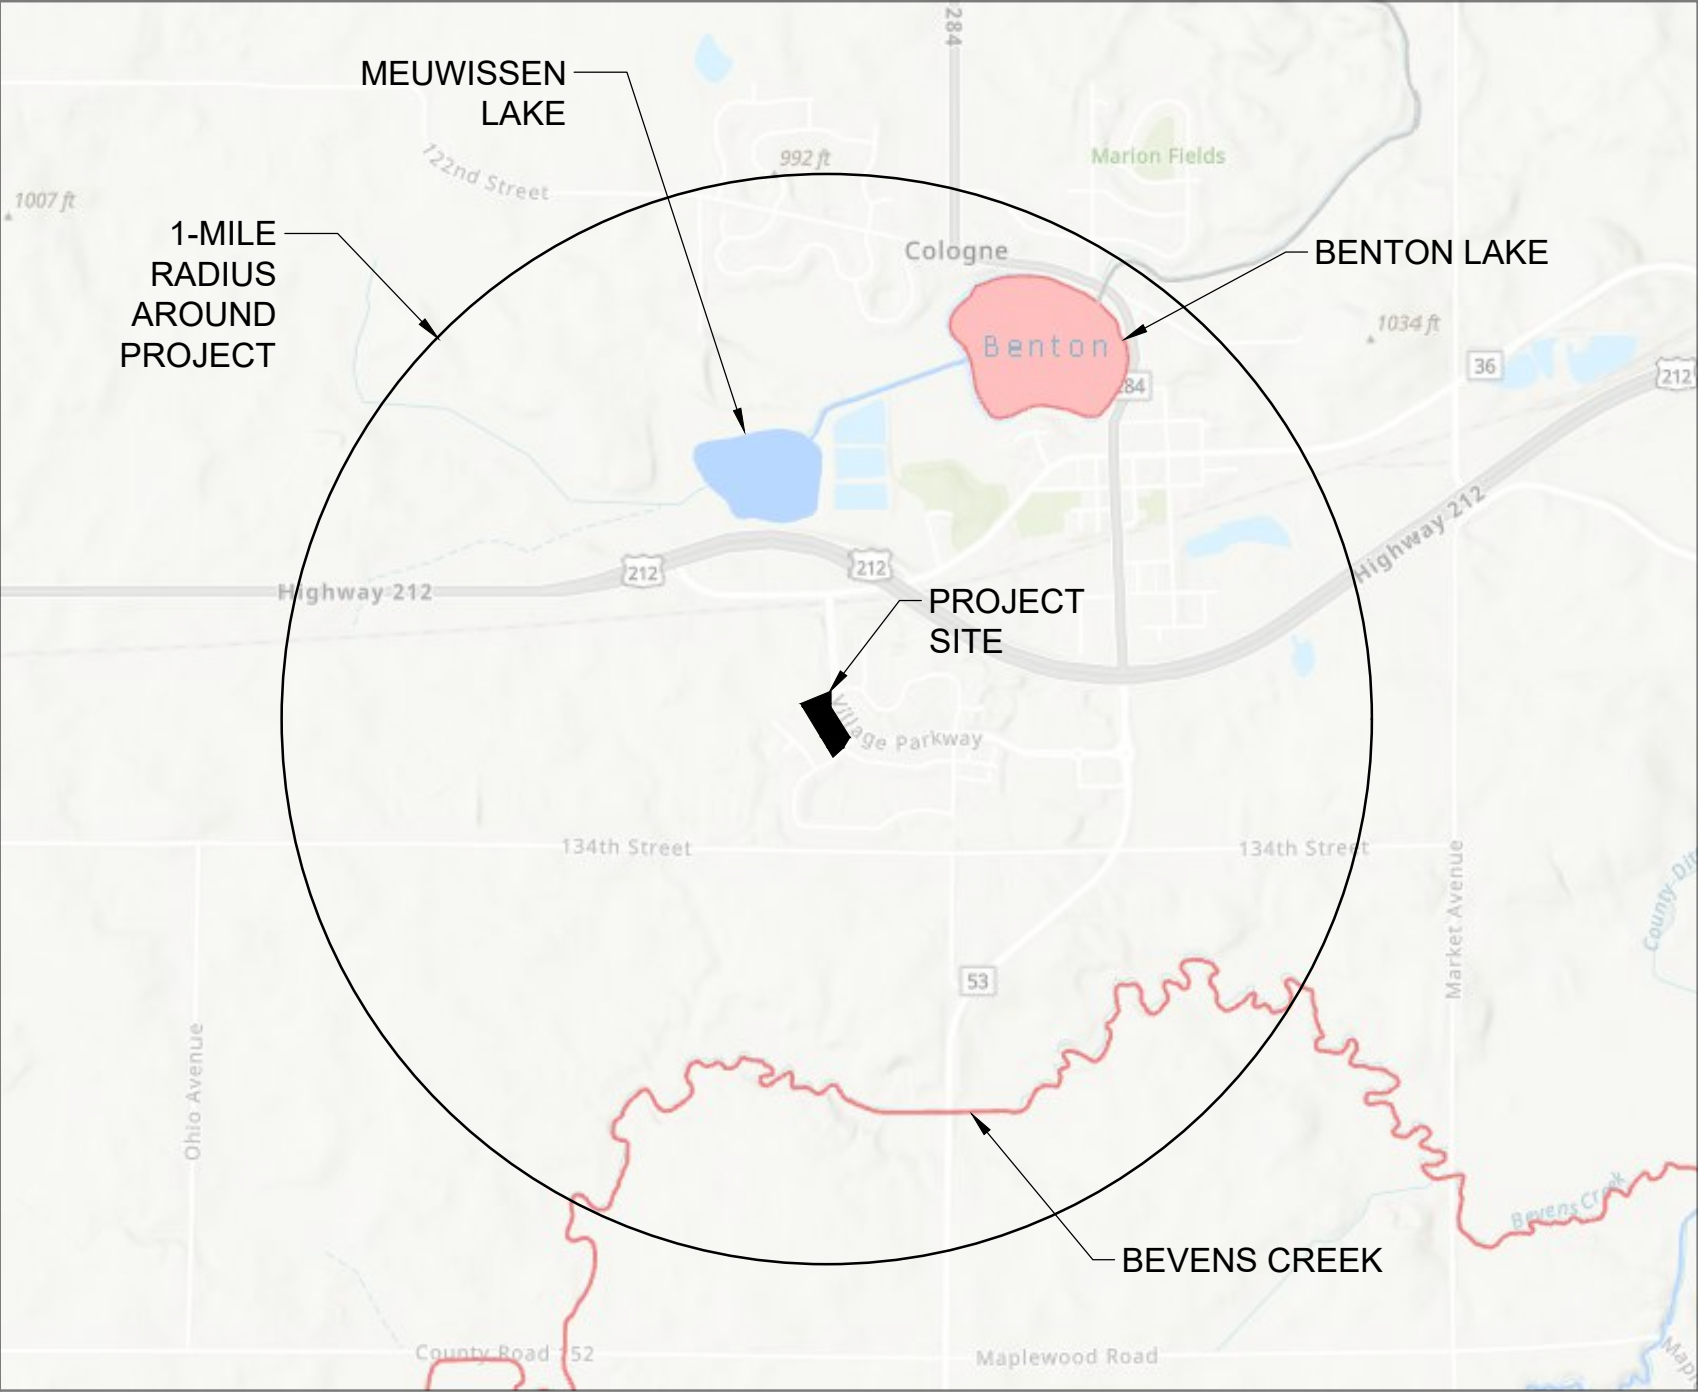 284
MEUWISSEN
LAKE
122nd Street
992 ft
Marion Fields
1007 ft
1-MILE
RADIUS
AROUND
PROJECT
Cologne
BENTON LAKE
Benton
1034 ft
36
212
284
Highway 212
212
212
Highway 212
PROJECT
SITE
Village Parkway
134th Street
134th Street
Market Avenue
53
Ohio Avenue
Bevens Creek
BEVENS CREEK
County Road 152
Maplewood Road